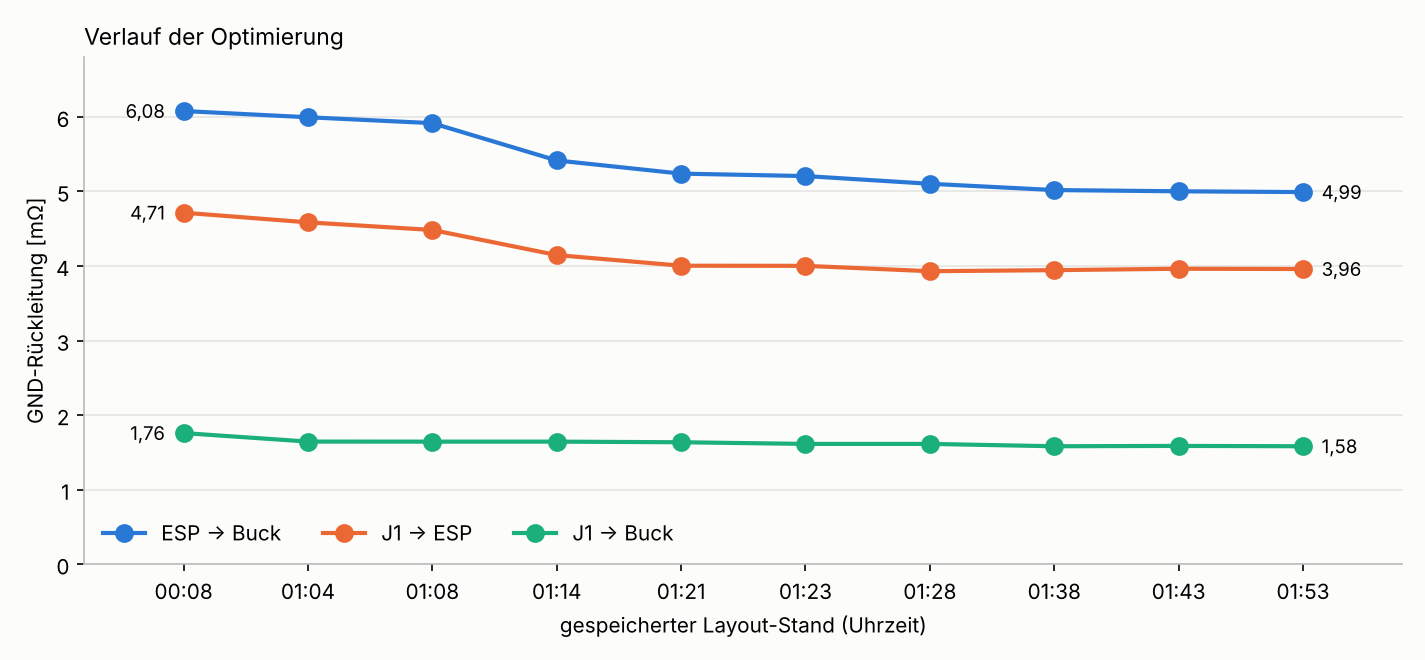 Verlauf der Optimierung
GND-Rückleitung [mΩ]
6
5
4
3
2
1
0
6,08
4,71
1,76
4,99
3,96
1,58
ESP → Buck
J1 → ESP
J1 → Buck
00:08 01:04 01:08 01:14 01:21 01:23 01:28 01:38 01:43 01:53
gespeicherter Layout-Stand (Uhrzeit)